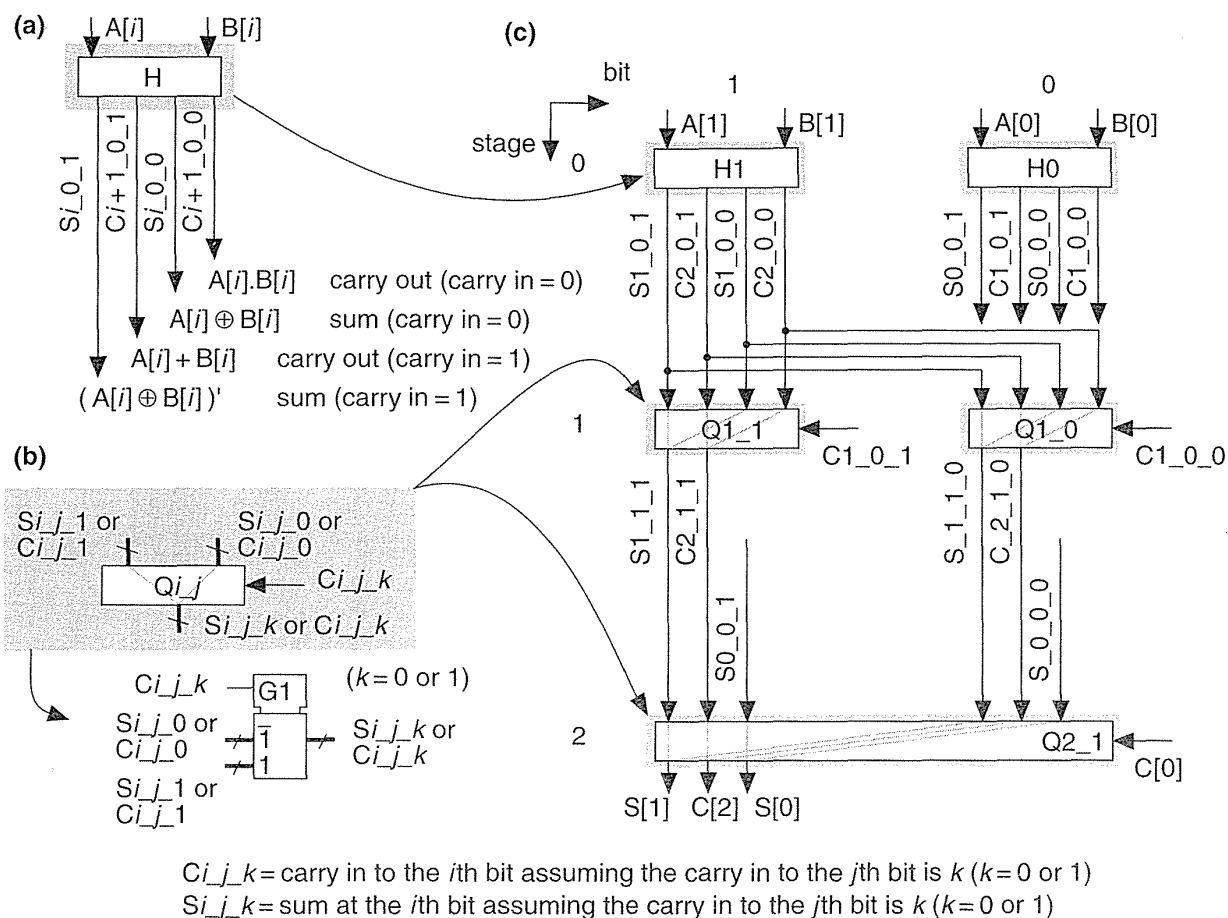 (a)
A[i]
B[i]
H
Si_0_1
Ci+1_0_1
Si_0_0
Ci+1_0_0
A[i].B[i] carry out (carry in = 0)
A[i] ⊕ B[i] sum (carry in = 0)
A[i] + B[i] carry out (carry in = 1)
(A[i] ⊕ B[i])' sum (carry in = 1)
(b)
Si_j_1 or
Ci_j_1
Si_j_0 or
Ci_j_0
Qi_j
Ci_j_k
Si_j_k or Ci_j_k
Ci_j_k
G1
(k = 0 or 1)
Si_j_0 or
Ci_j_0
1̅
1
Si_j_k or
Ci_j_k
Si_j_1 or
Ci_j_1
(c)
bit
1
0
stage
0
A[1]
B[1]
A[0]
B[0]
H1
H0
S1_0_1
C2_0_1
S1_0_0
C2_0_0
S0_0_1
C1_0_1
S0_0_0
C1_0_0
1
Q1_1
C1_0_1
Q1_0
C1_0_0
S1_1_1
C2_1_1
S0_0_1
S_1_1_0
C_2_1_0
S_0_0_0
2
Q2_1
C[0]
S[1]
C[2]
S[0]
Ci_j_k = carry in to the ith bit assuming the carry in to the jth bit is k (k = 0 or 1)
Si_j_k = sum at the ith bit assuming the carry in to the jth bit is k (k = 0 or 1)